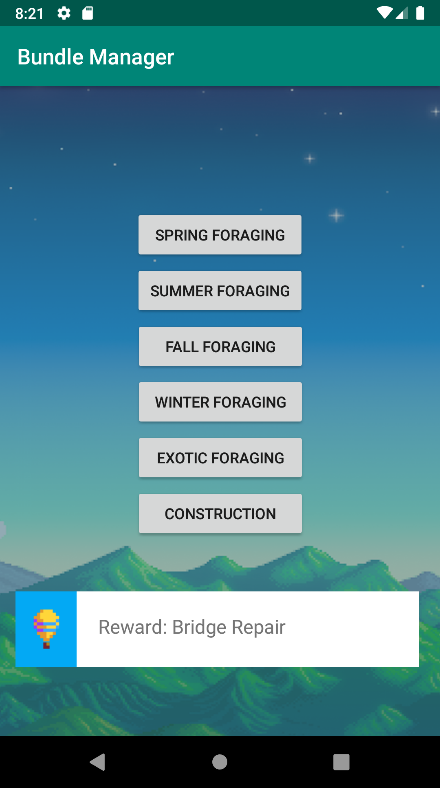 8:21
Bundle Manager
SPRING FORAGING
SUMMER FORAGING
FALL FORAGING
WINTER FORAGING
EXOTIC FORAGING
CONSTRUCTION
Reward: Bridge Repair